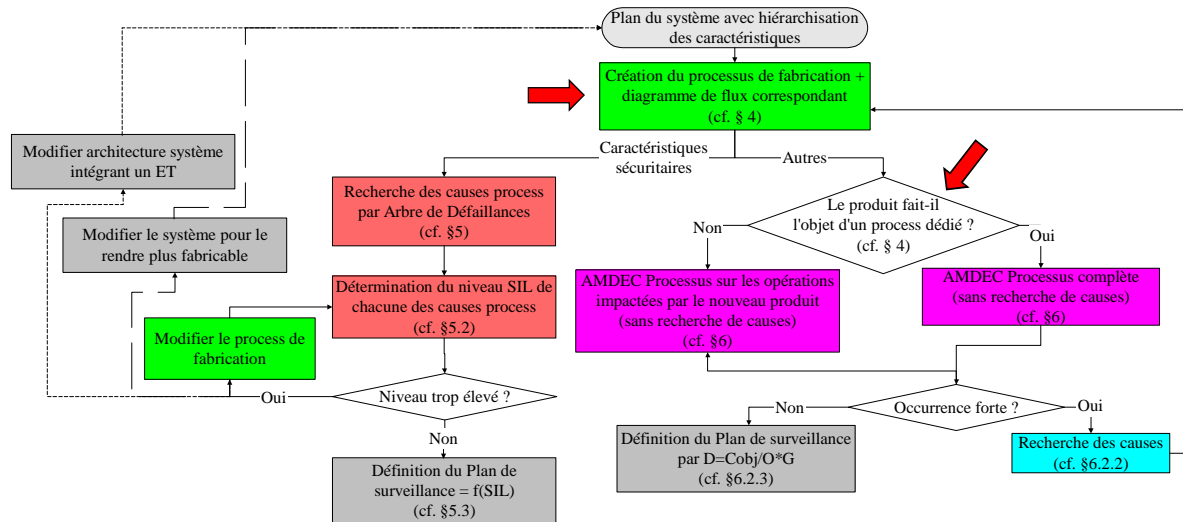 Plan du système avec hiérarchisation
des caractéristiques
Création du processus de fabrication +
diagramme de flux correspondant
(cf. § 4)
Caractéristiques
sécuritaires
Autres
Modifier architecture système
intégrant un ET
Recherche des causes process
par Arbre de Défaillances
(cf. §5)
Le produit fait-il
l'objet d'un process dédié ?
(cf. § 4)
Non
Oui
Modifier le système pour le
rendre plus fabricable
Détermination du niveau SIL de
chacune des causes process
(cf. §5.2)
AMDEC Processus sur les opérations
impactées par le nouveau produit
(sans recherche de causes)
(cf. §6)
AMDEC Processus complète
(sans recherche de causes)
(cf. §6)
Modifier le process de
fabrication
Oui
Niveau trop élevé ?
Non
Occurrence forte ?
Oui
Non
Définition du Plan de surveillance
par D=Cobj/O*G
(cf. §6.2.3)
Recherche des causes
(cf. §6.2.2)
Définition du Plan de
surveillance = f(SIL)
(cf. §5.3)